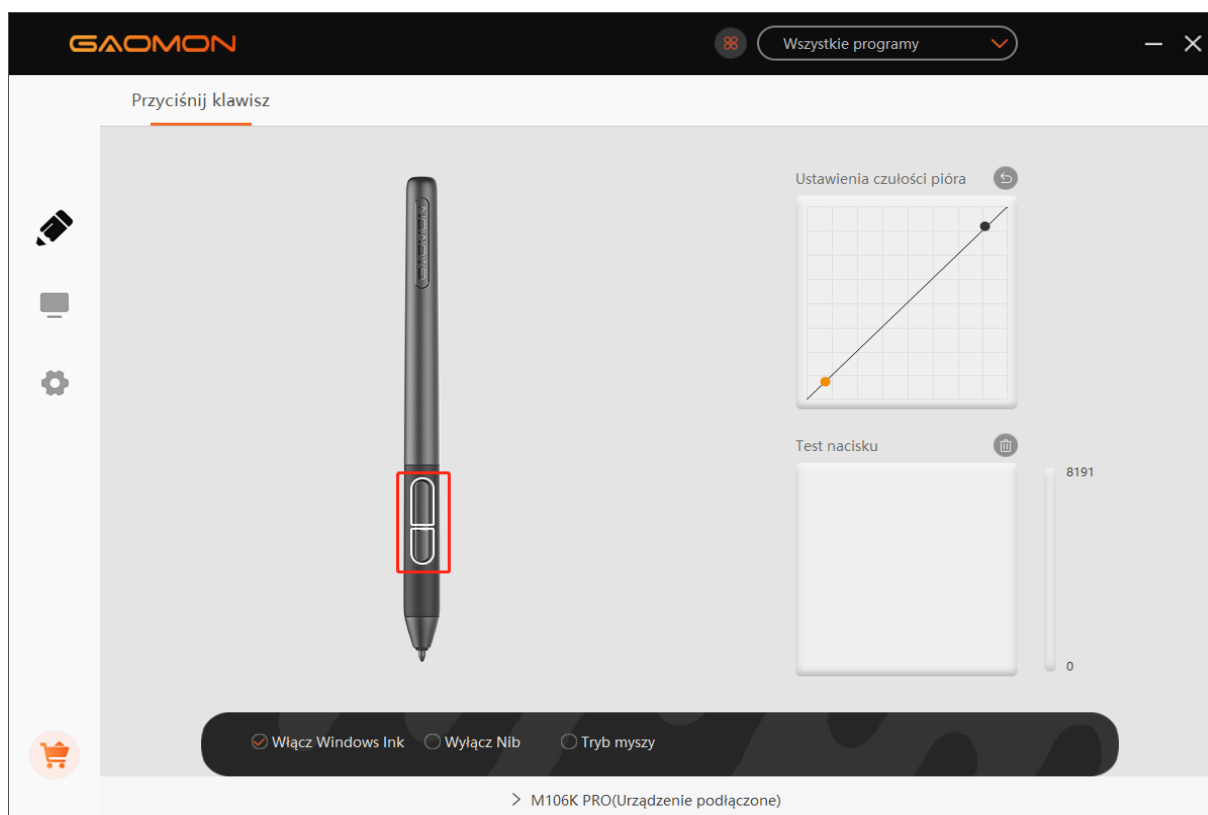 GAOMON
Wszystkie programy
Przyciśnij klawisz
Ustawienia czułości pióra
GAOMON
Test nacisku
8191
0
Włącz Windows Ink
Wyłącz Nib
Tryb myszy
M106K PRO(Urządzenie podłączone)